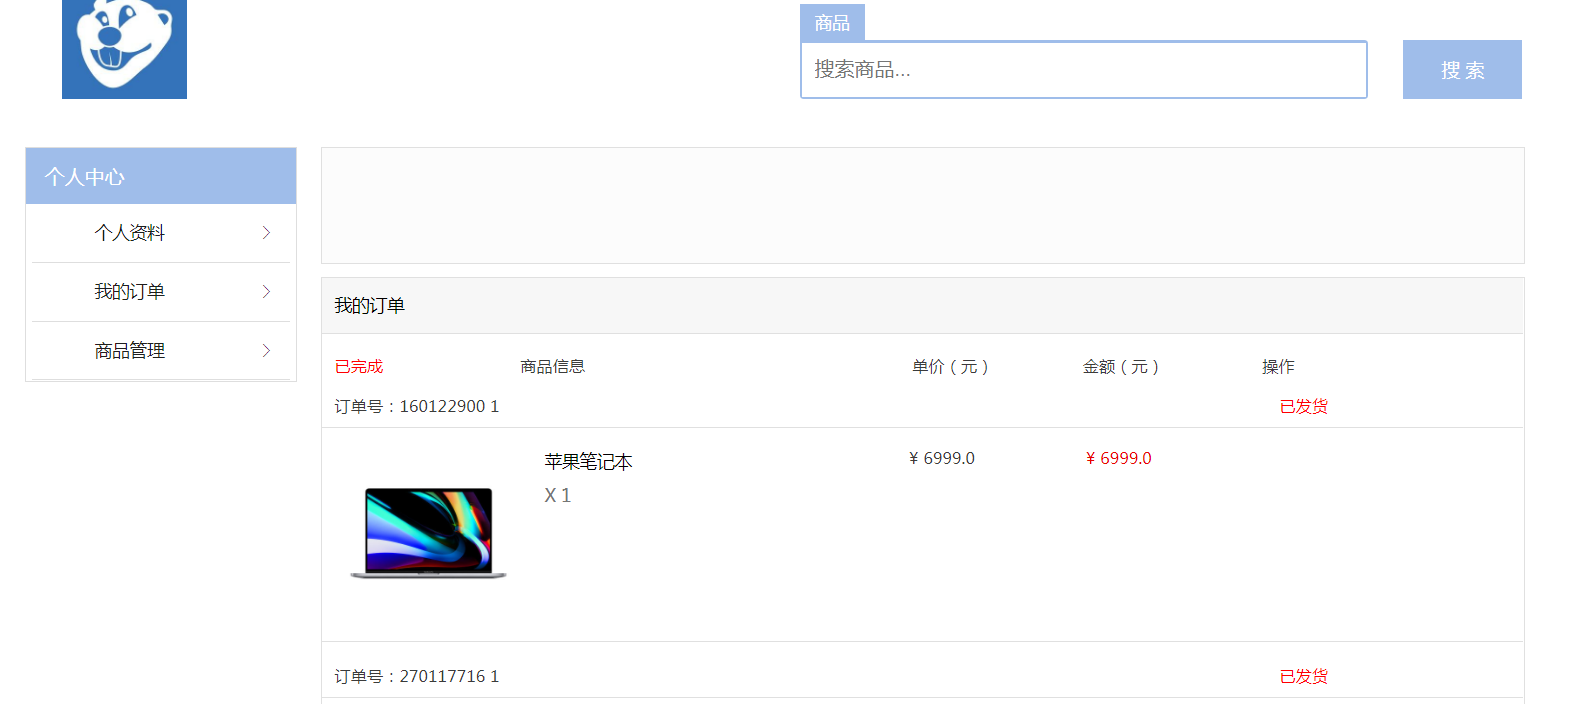 商品
搜索商品...
搜 索
个人中心
个人资料
我的订单
商品管理
我的订单
已完成 商品信息 单价（元） 金额（元） 操作
订单号：160122900 1 已发货
苹果笔记本 ¥ 6999.0 ¥ 6999.0
X 1
订单号：270117716 1 已发货